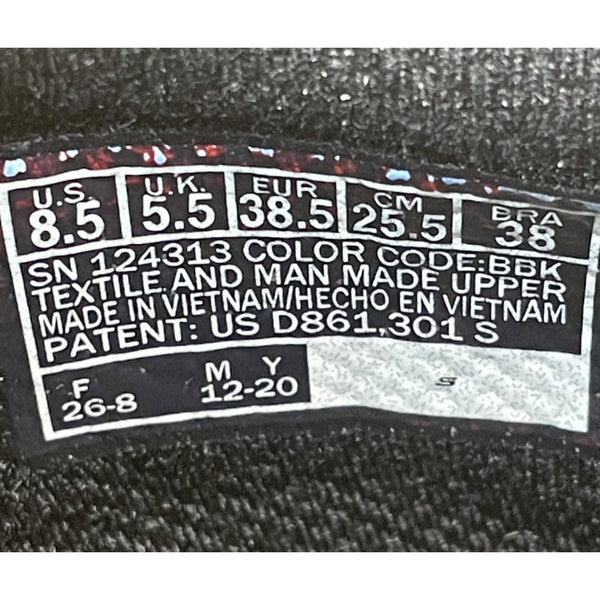 U.S. U.K. EUR CM BRA
8.5 5.5 38.5 25.5 38
SN 124313 COLOR CODE:BBK
TEXTILE AND MAN MADE UPPER
MADE IN VIETNAM/HECHO EN VIETNAM
PATENT: US D861,301 S
F M Y
26-8 12-20
S